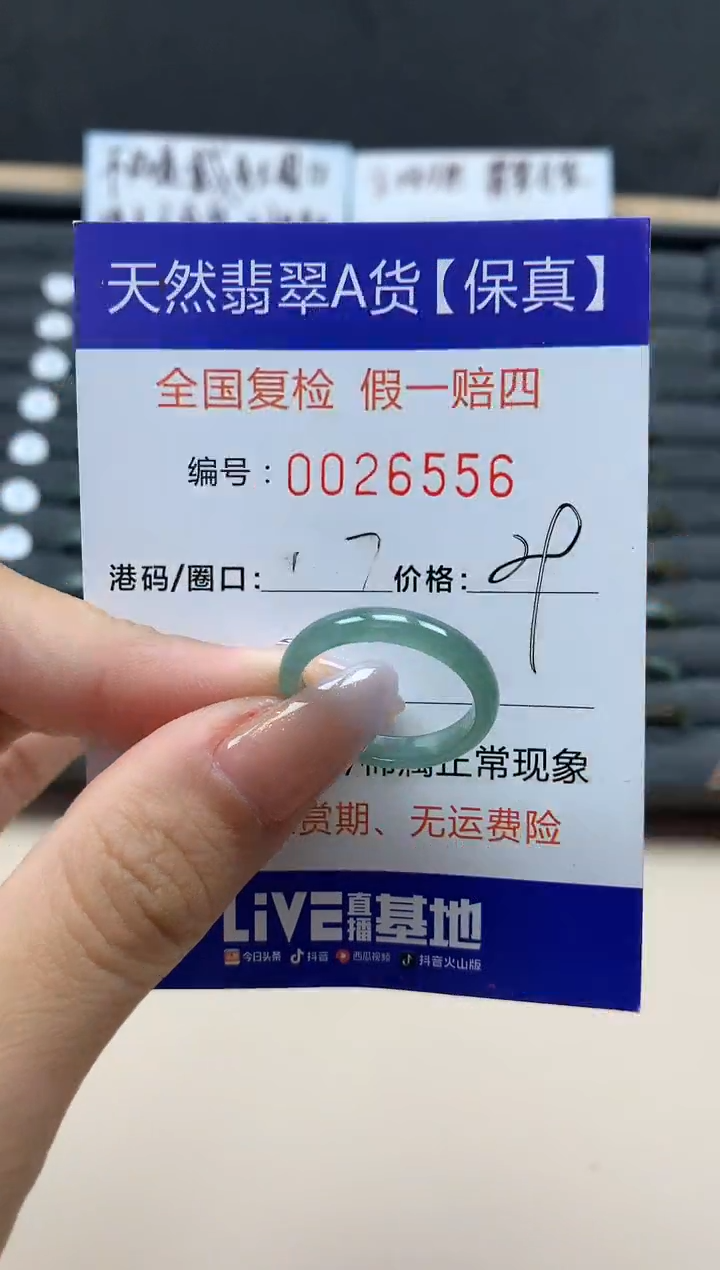 天然翡翠A货【保真】
全国复检 假一赔四
编号：0026556
港码/圈口: 17 价格: 29
属正常现象
赏期、无运费险
LiVE直播基地
今日头条 抖音 西瓜视频 抖音火山版